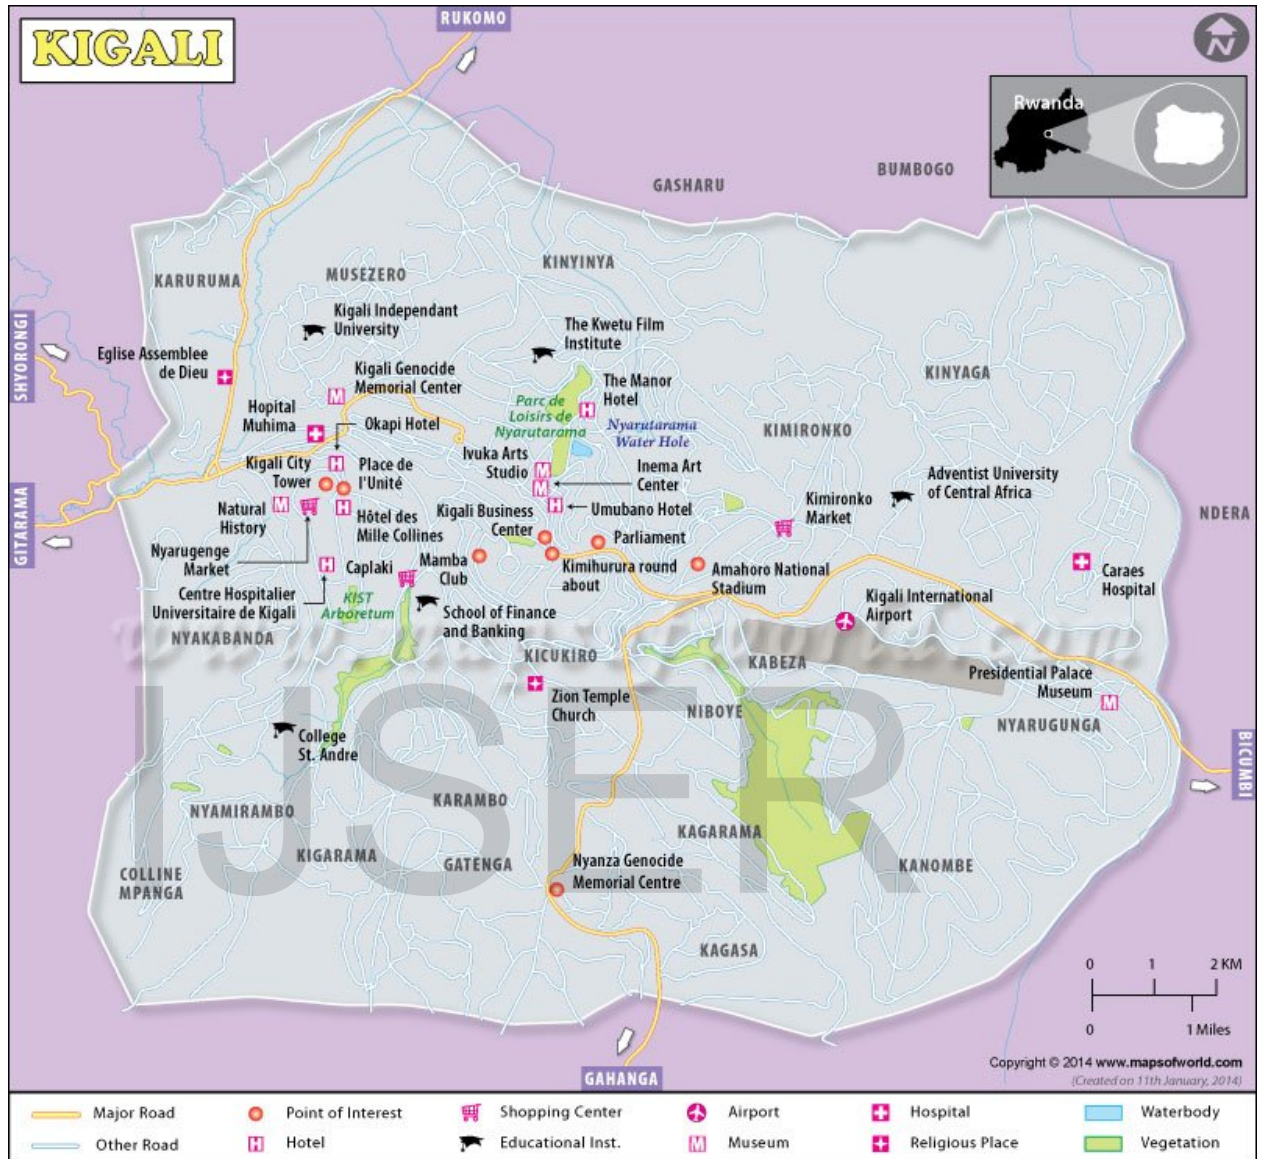 KIGALI
RUKOMO
N
Rwanda
BUMBOGO
GASHARU
KINYINYA
MUSEZERO
KARURUMA
Kigali Independant
University
The Kwetu Film
Institute
SHYORONGI
Eglise Assemblee
de Dieu
Kigali Genocide
Memorial Center
KINYAGA
The Manor
Hotel
Parc de
Loisirs de
Nyarutarama
Hopital
Muhima
Okapi Hotel
Nyarutarama
Water Hole
KIMIRONKO
Ivuka Arts
Studio
Inema Art
Center
Kigali City
Tower
Place de
l'Unité
Adventist University
of Central Africa
GITARAMA
Natural
History
Hôtel des
Mille Collines
Kigali Business
Center
Umubano Hotel
Kimironko
Market
NDERA
Nyarugenge
Market
Parliament
Caplaki
Mamba
Club
Kimihurura round
about
Amahoro National
Stadium
Caraes
Hospital
Centre Hospitalier
Universitaire de Kigali
KIST
Arboretum
School of Finance
and Banking
Kigali International
Airport
NYAKABANDA
www.mapsofworld.com
KICUKIRO
KABEZA
Presidential Palace
Museum
Zion Temple
Church
NIBOYE
NYARUGUNGA
College
St. Andre
BICUMBI
IJSER
NYAMIRAMBO
KARAMBO
KAGARAMA
KIGARAMA
GATENGA
Nyanza Genocide
Memorial Centre
KANOMBE
COLLINE
MPANGA
KAGASA
0 1 2 KM
0 1 Miles
GAHANGA
Copyright © 2014 www.mapsofworld.com
(Created on 11th January, 2014)
Major Road
Point of Interest
Shopping Center
Airport
Hospital
Waterbody
Other Road
H Hotel
Educational Inst.
M Museum
Religious Place
Vegetation